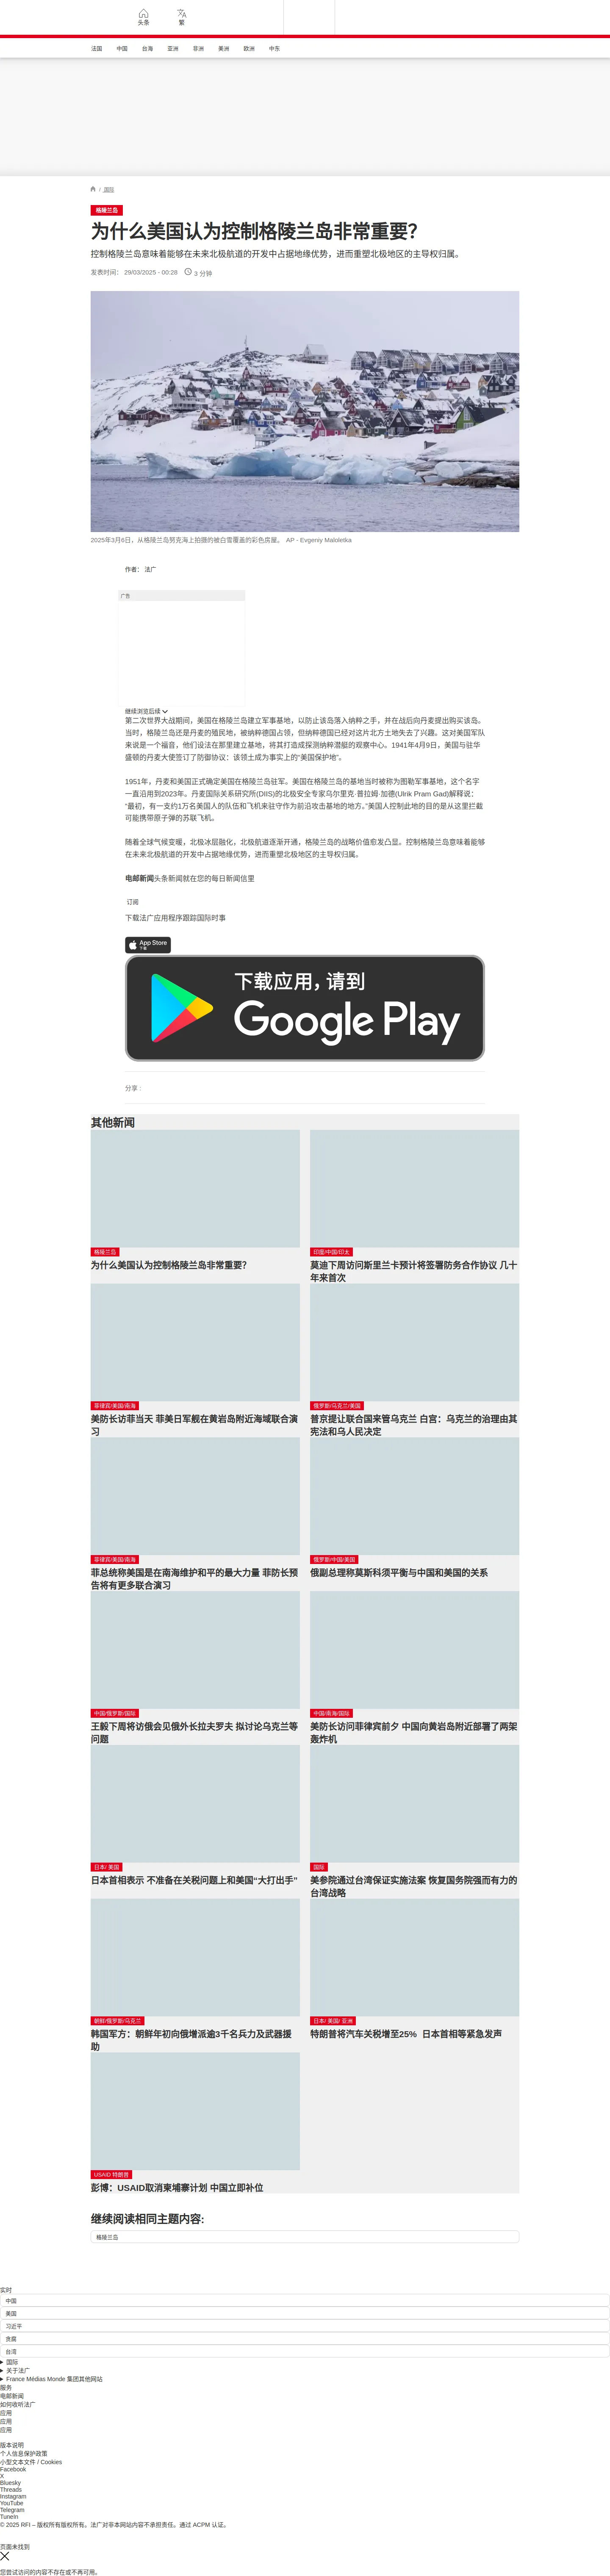 头条
繁
法国
中国
台海
亚洲
非洲
美洲
欧洲
中东
/ 国际
格陵兰岛
为什么美国认为控制格陵兰岛非常重要？
控制格陵兰岛意味着能够在未来北极航道的开发中占据地缘优势，进而重塑北极地区的主导权归属。
发表时间： 29/03/2025 - 00:28
3 分钟
2025年3月6日，从格陵兰岛努克海上拍摄的被白雪覆盖的彩色房屋。 AP - Evgeniy Maloletka
作者： 法广
广告
继续浏览后续
第二次世界大战期间，美国在格陵兰岛建立军事基地，以防止该岛落入纳粹之手，并在战后向丹麦提出购买该岛。
当时，格陵兰岛还是丹麦的殖民地，被纳粹德国占领，但纳粹德国已经对这片北方土地失去了兴趣。这对美国军队
来说是一个福音，他们设法在那里建立基地，将其打造成探测纳粹潜艇的观察中心。1941年4月9日，美国与驻华
盛顿的丹麦大使签订了防御协议：该领土成为事实上的“美国保护地”。
1951年，丹麦和美国正式确定美国在格陵兰岛驻军。美国在格陵兰岛的基地当时被称为图勒军事基地，这个名字
一直沿用到2023年。丹麦国际关系研究所(DIIS)的北极安全专家乌尔里克·普拉姆·加德(Ulrik Pram Gad)解释说：
“最初，有一支约1万名美国人的队伍和飞机来驻守作为前沿攻击基地的地方。”美国人控制此地的目的是从这里拦截
可能携带原子弹的苏联飞机。
随着全球气候变暖，北极冰层融化，北极航道逐渐开通，格陵兰岛的战略价值愈发凸显。控制格陵兰岛意味着能够
在未来北极航道的开发中占据地缘优势，进而重塑北极地区的主导权归属。
电邮新闻头条新闻就在您的每日新闻信里
订阅
下载法广应用程序跟踪国际时事
App Store
下载
下载应用，请到
Google Play
分享 :
其他新闻
格陵兰岛
为什么美国认为控制格陵兰岛非常重要？
印度/中国/印太
莫迪下周访问斯里兰卡预计将签署防务合作协议 几十
年来首次
菲律宾/美国/南海
美防长访菲当天 菲美日军舰在黄岩岛附近海域联合演
习
俄罗斯/乌克兰/美国
普京提让联合国来管乌克兰 白宫：乌克兰的治理由其
宪法和乌人民决定
菲律宾/美国/南海
菲总统称美国是在南海维护和平的最大力量 菲防长预
告将有更多联合演习
俄罗斯/中国/美国
俄副总理称莫斯科须平衡与中国和美国的关系
中国/俄罗斯/国际
王毅下周将访俄会见俄外长拉夫罗夫 拟讨论乌克兰等
问题
中国/南海/国际
美防长访问菲律宾前夕 中国向黄岩岛附近部署了两架
轰炸机
日本/ 美国
日本首相表示 不准备在关税问题上和美国“大打出手”
国际
美参院通过台湾保证实施法案 恢复国务院强而有力的
台湾战略
朝鲜/俄罗斯/乌克兰
韩国军方：朝鲜年初向俄增派逾3千名兵力及武器援
助
日本/ 美国/ 亚洲
特朗普将汽车关税增至25% 日本首相等紧急发声
USAID 特朗普
彭博：USAID取消柬埔寨计划 中国立即补位
继续阅读相同主题内容:
格陵兰岛
实时
中国
美国
习近平
贪腐
台湾
国际
关于法广
France Médias Monde 集团其他网站
服务
电邮新闻
如何收听法广
应用
应用
应用
版本说明
个人信息保护政策
小型文本文件 / Cookies
Facebook
X
Bluesky
Threads
Instagram
YouTube
Telegram
TuneIn
© 2025 RFI – 版权所有版权所有。法广对非本网站内容不承担责任。通过 ACPM 认证。
页面未找到
您尝试访问的内容不存在或不再可用。